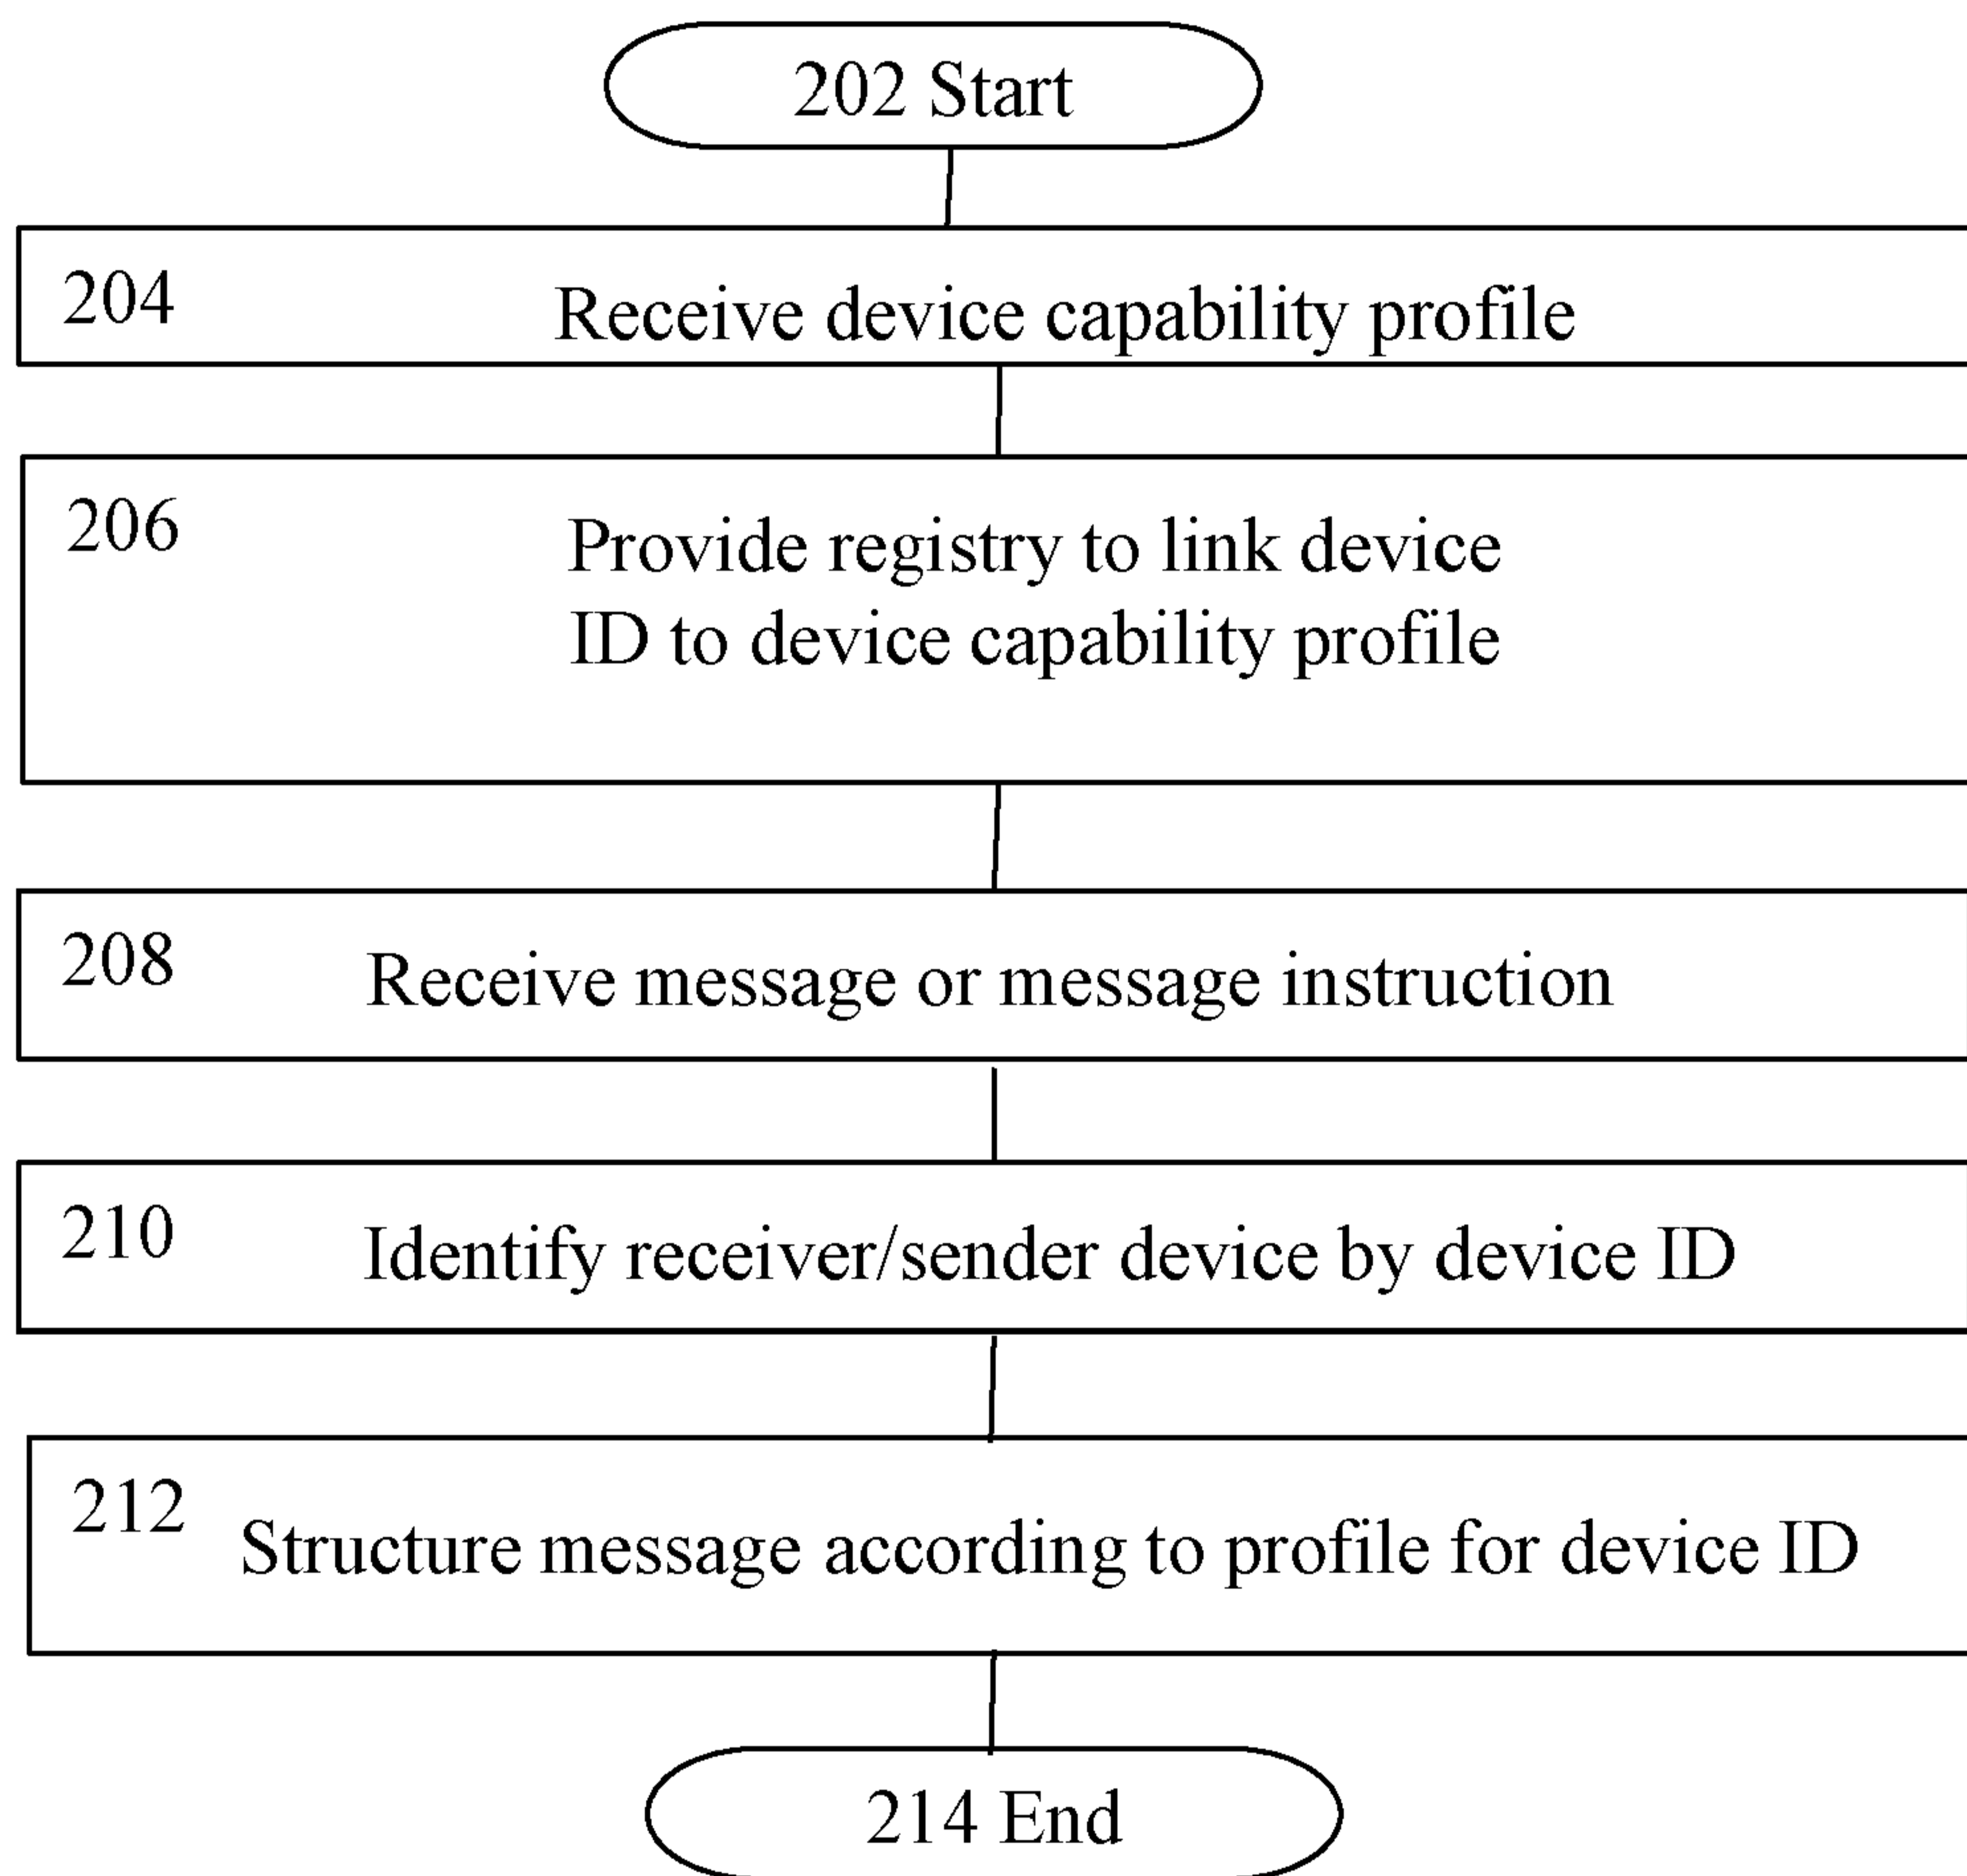 202 Start
204
Receive device capability profile
206
Provide registry to link device
ID to device capability profile
208
Receive message or message instruction
210
Identify receiver/sender device by device ID
212
Structure message according to profile for device ID
214 End